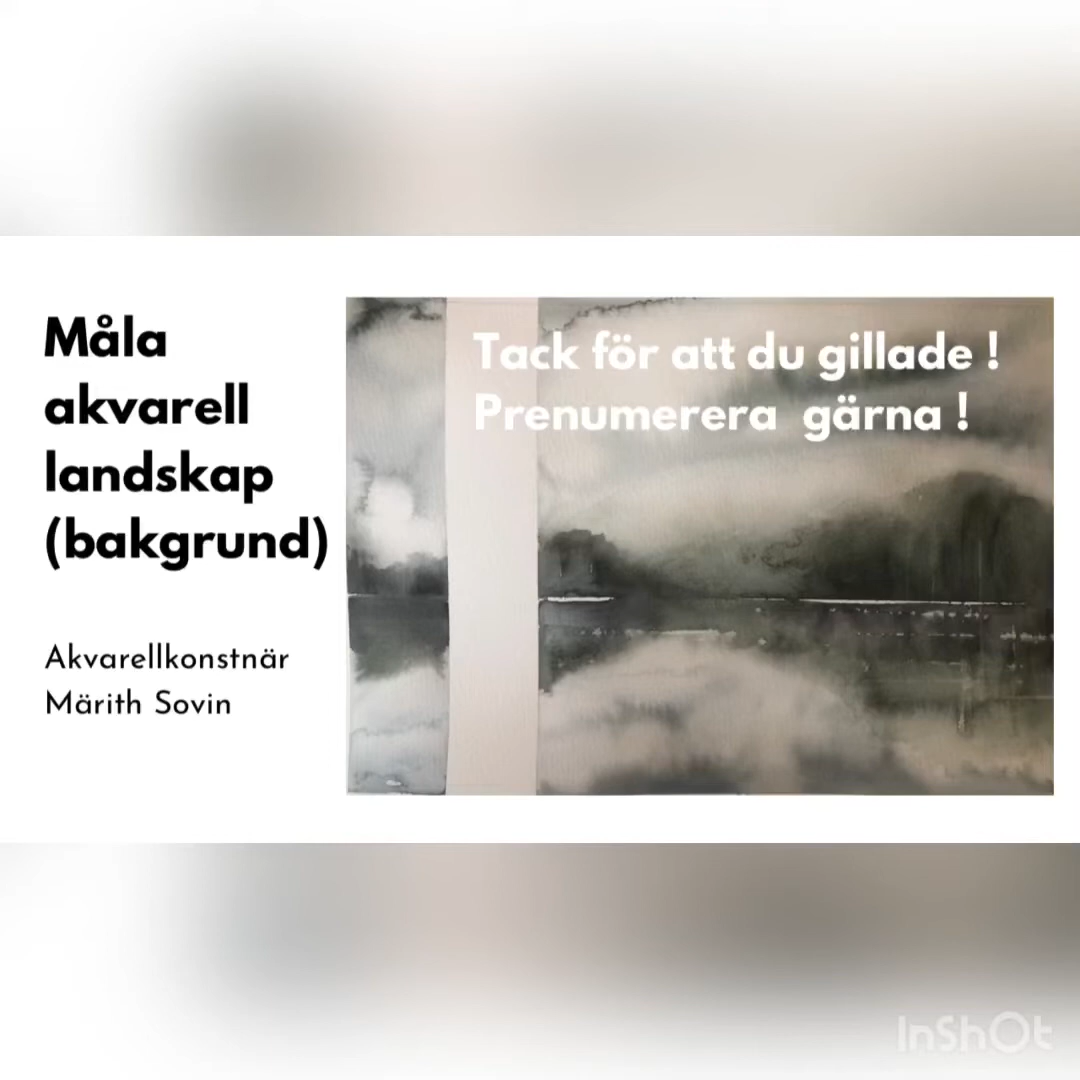 Måla
akvarell
landskap
(bakgrund)
Akvarellkonstnär
Märith Sovin
Tack för att du gillade !
Prenumerera gärna !
InShOt